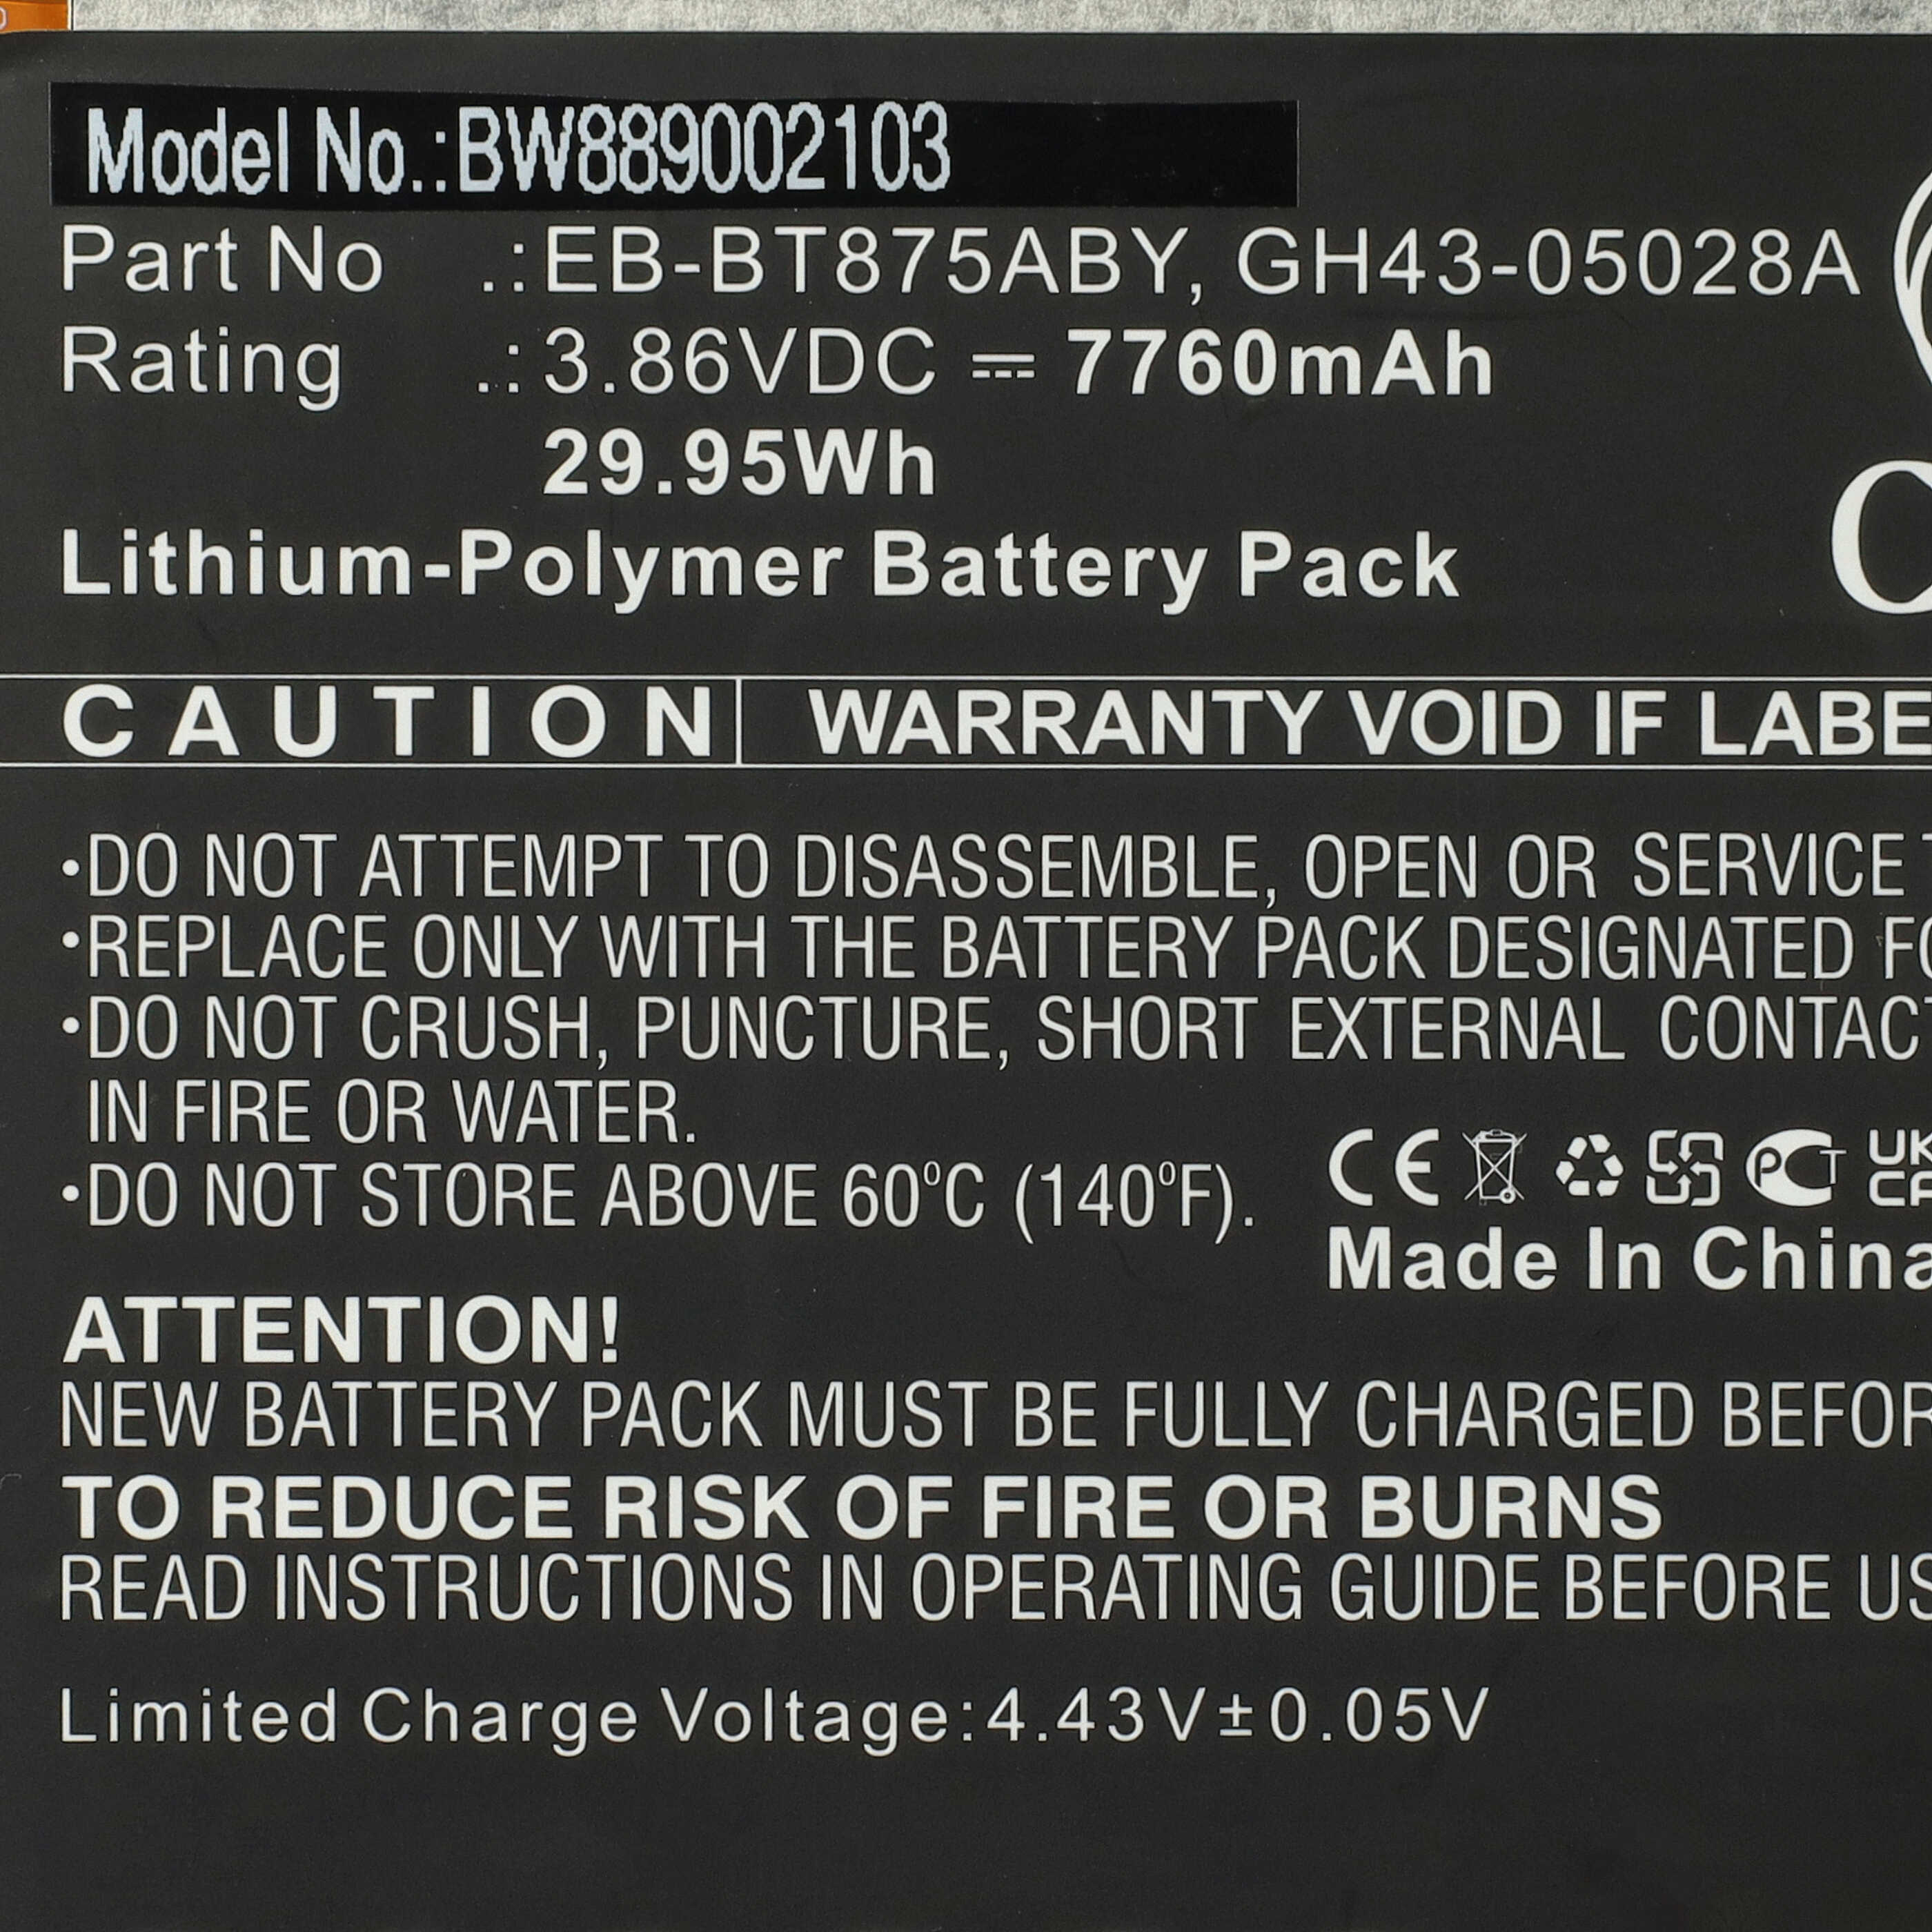 Model No.:BW889002103
Part No .:EB-BT875ABY, GH43-05028A
Rating .:3.86VDC ⎓ 7760mAh
29.95Wh
Lithium-Polymer Battery Pack
CAUTION WARRANTY VOID IF
•DO NOT ATTEMPT TO DISASSEMBLE, OPEN OR SERVICE
•REPLACE ONLY WITH THE BATTERY PACK DESIGNATED
•DO NOT CRUSH, PUNCTURE, SHORT EXTERNAL
IN FIRE OR WATER.
•DO NOT STORE ABOVE 60°C (140°F).
CE PCT UK
Made In China
ATTENTION!
NEW BATTERY PACK MUST BE FULLY CHARGED
TO REDUCE RISK OF FIRE OR BURNS
READ INSTRUCTIONS IN OPERATING GUIDE BEFORE
Limited Charge Voltage:4.43V±0.05V